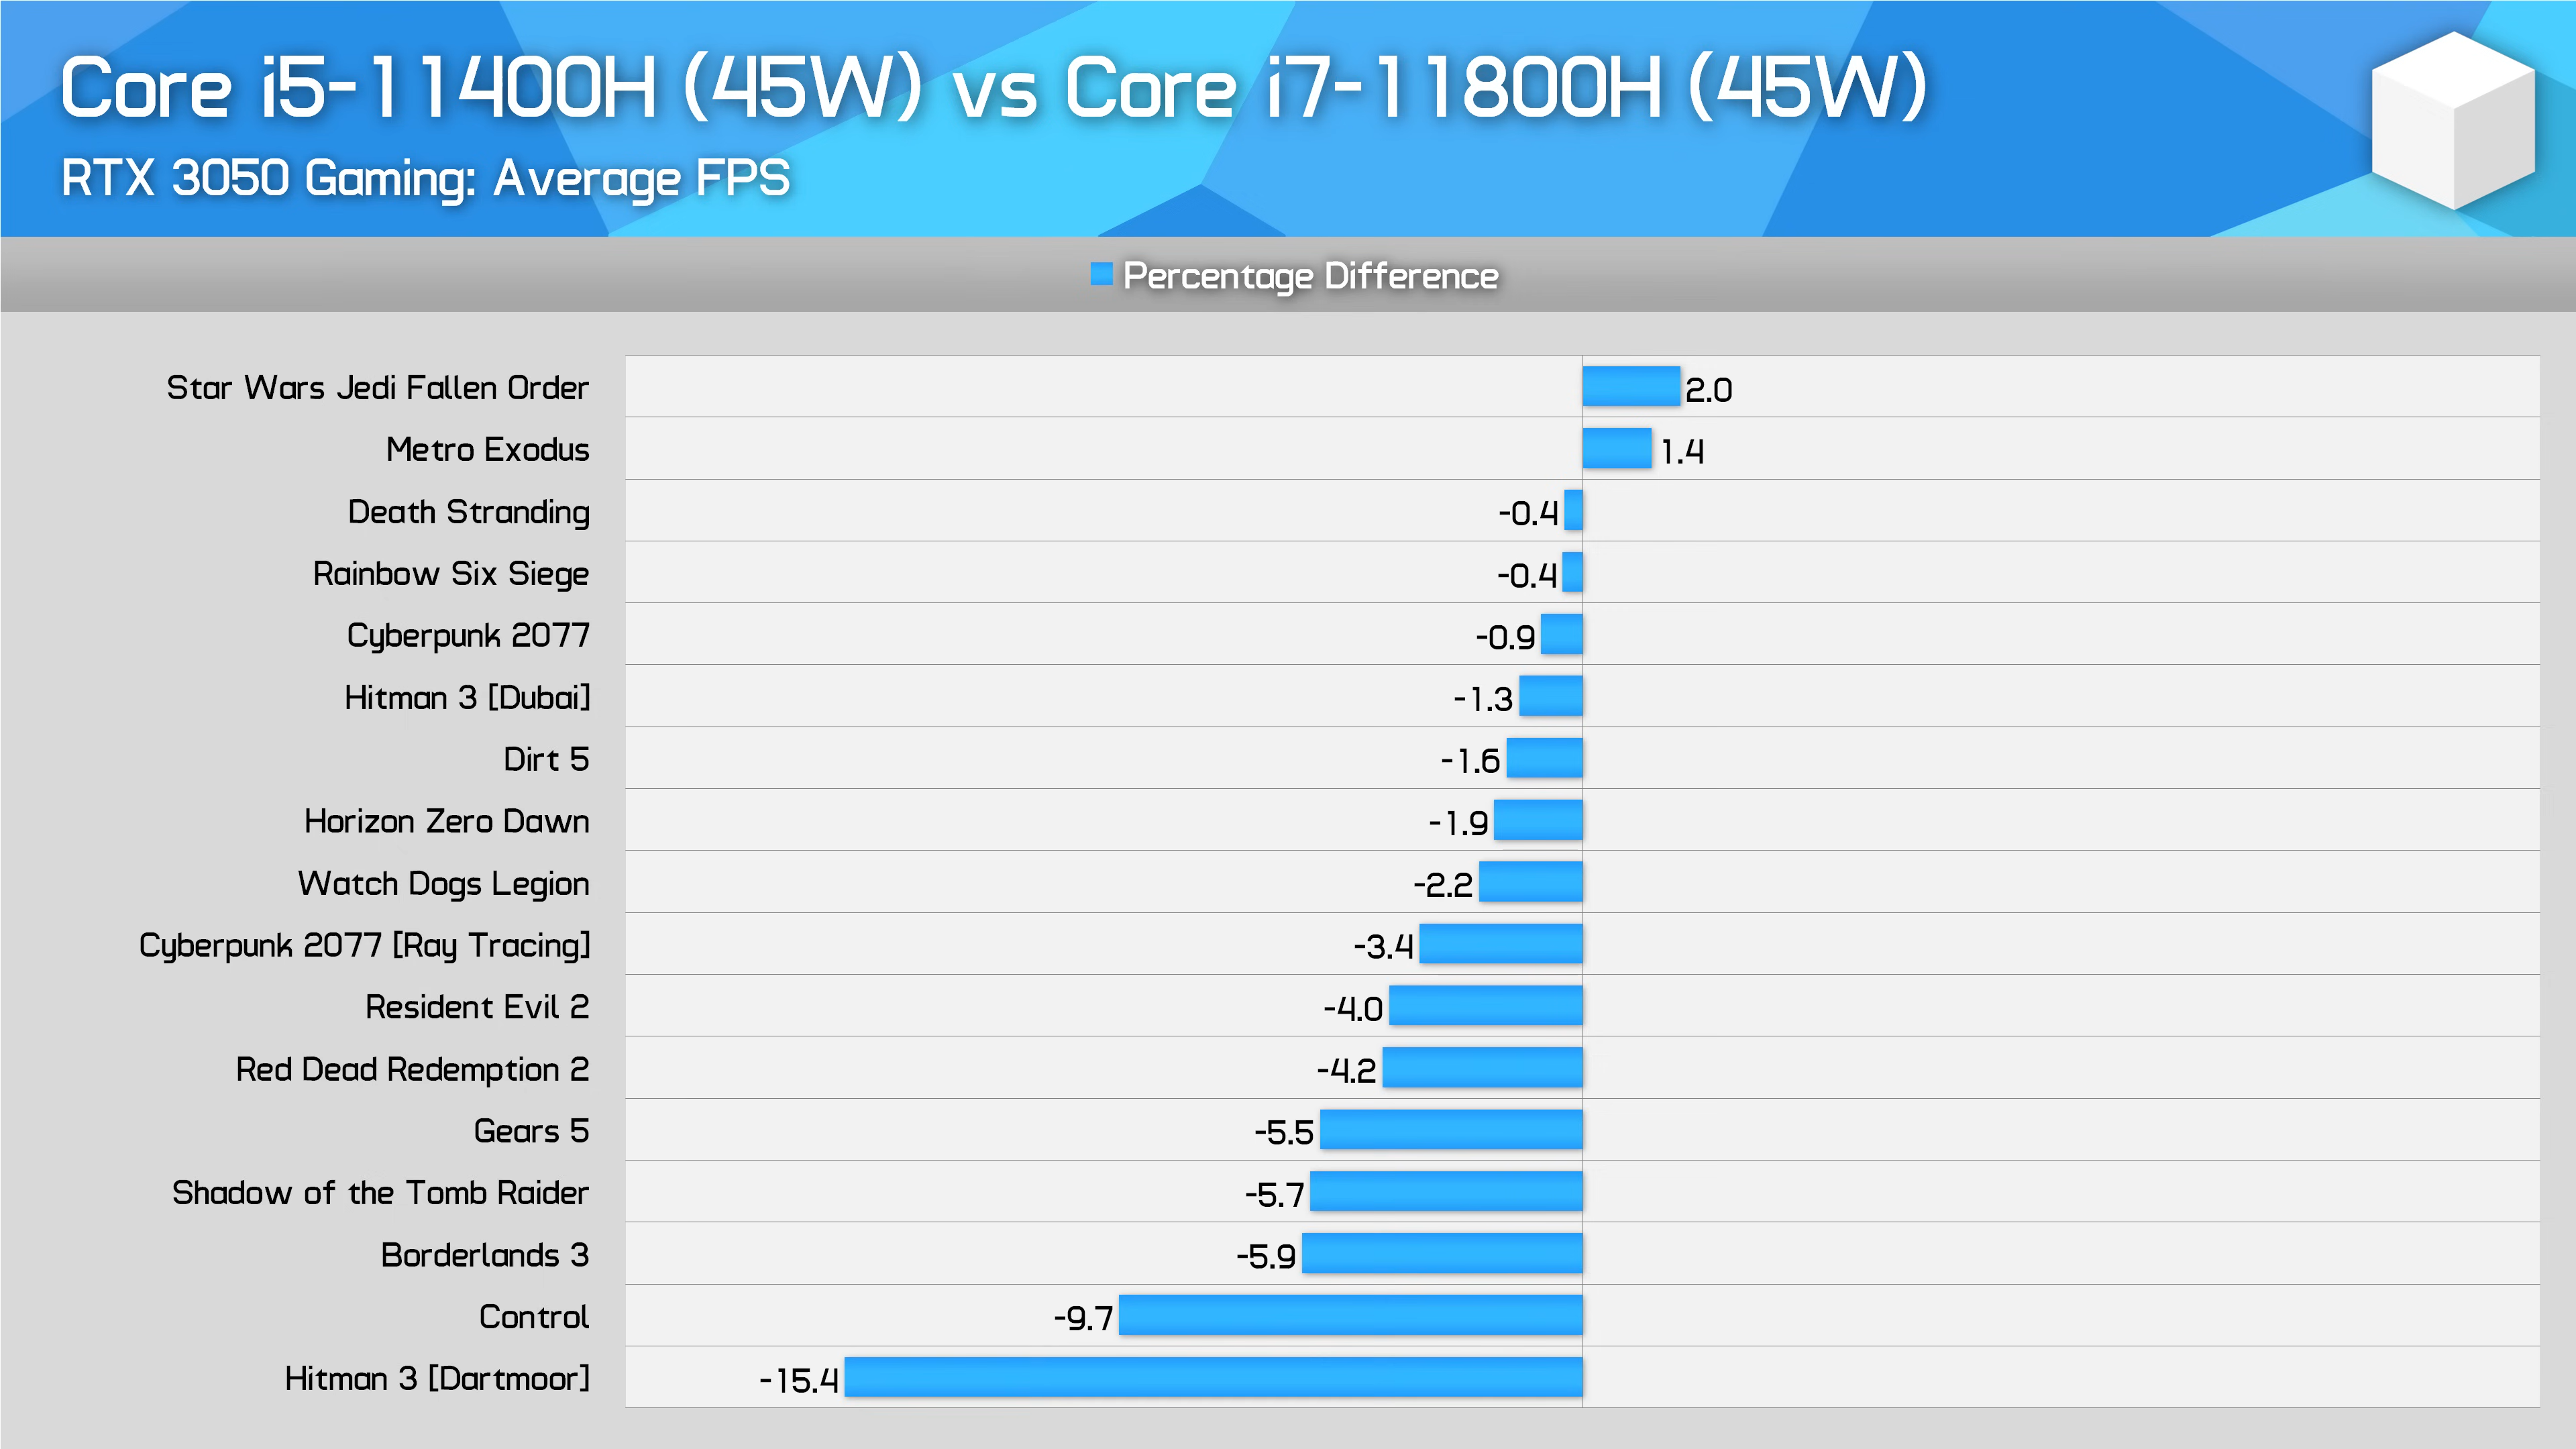 Core i5-11400H (45W) vs Core i7-11800H (45W)
RTX 3050 Gaming: Average FPS
Percentage Difference
Star Wars Jedi Fallen Order 2.0
Metro Exodus 1.4
Death Stranding -0.4
Rainbow Six Siege -0.4
Cyberpunk 2077 -0.9
Hitman 3 [Dubai] -1.3
Dirt 5 -1.6
Horizon Zero Dawn -1.9
Watch Dogs Legion -2.2
Cyberpunk 2077 [Ray Tracing] -3.4
Resident Evil 2 -4.0
Red Dead Redemption 2 -4.2
Gears 5 -5.5
Shadow of the Tomb Raider -5.7
Borderlands 3 -5.9
Control -9.7
Hitman 3 [Dartmoor] -15.4